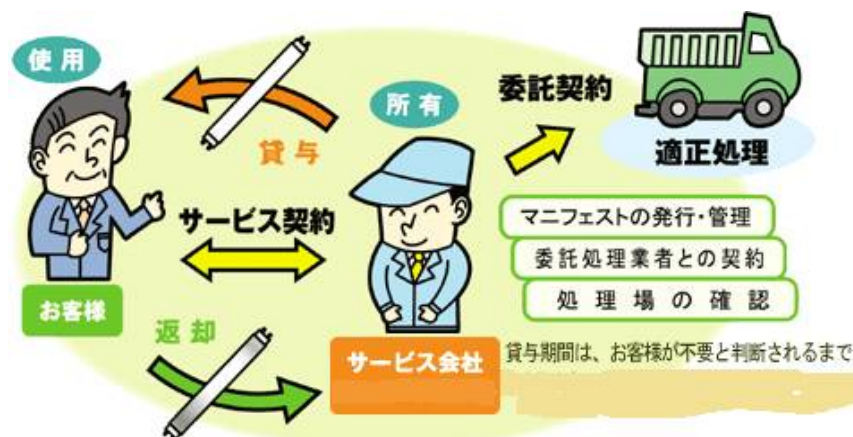 使用
所有
委託契約
貸与
適正処理
サービス契約
マニフェストの発行・管理
委託処理業者との契約
処理場の確認
お客様
返却
サービス会社
貸与期間は、お客様が不要と判断されるまで